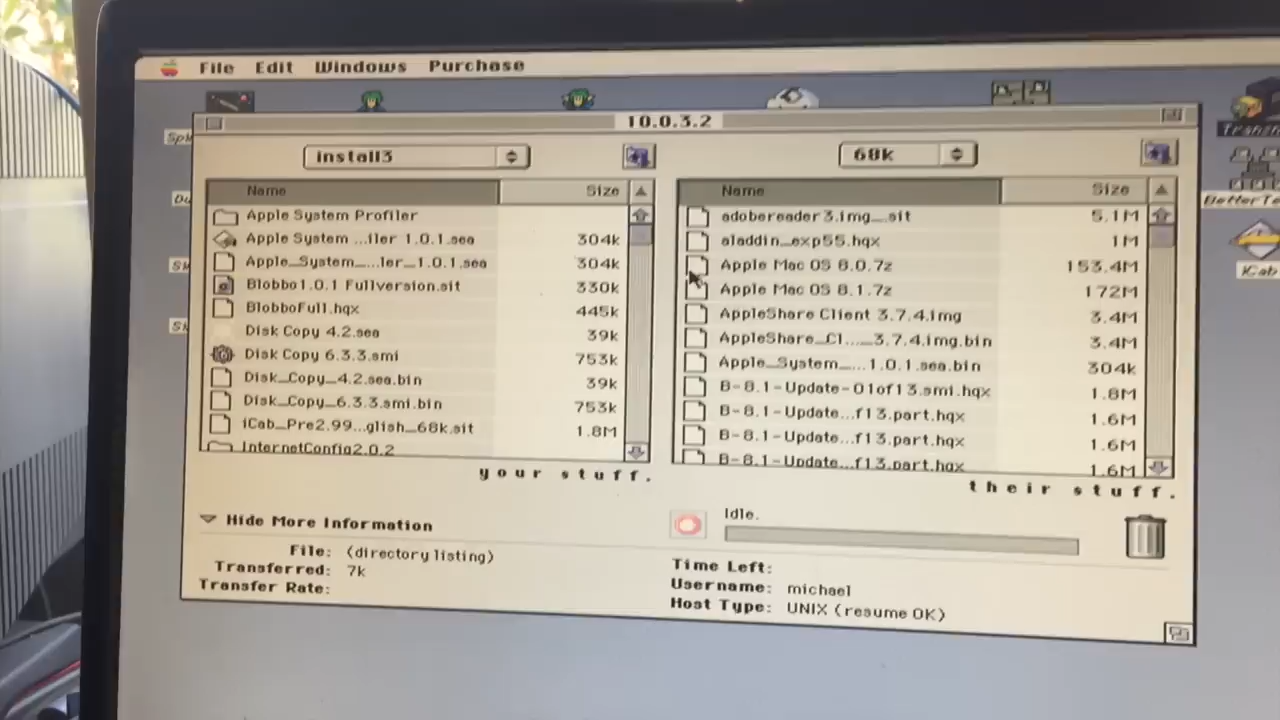 File Edit Windows Purchase
10.0.3.2
install3
68k
Name Size
Apple System Profiler
Apple System ...iler 1.0.1.sea 304k
Apple_System_...ler_1.0.1.sea 304k
Blobbo1.0.1 Fullversion.sit 330k
BlobboFull.hqx 445k
Disk Copy 4.2.sea 39k
Disk Copy 6.3.3.smi 753k
Disk_Copy_4.2.sea.bin 39k
Disk_Copy_6.3.3.smi.bin 753k
iCab_Pre2.99...glish_68k.sit 1.8M
InternetConfig2.0.2
your stuff.
Name Size
adobereader 3.img_.sit 5.1M
aladdin_exp55.hqx 1M
Apple Mac OS 8.0.7z 153.4M
Apple Mac OS 8.1.7z 172M
AppleShare Client 3.7.4.img 3.4M
AppleShare_Cl...._3.7.4.img.bin 3.4M
Apple_System_...1.0.1.sea.bin 304k
B-8.1-Update-01of13.smi.hqx 1.8M
B-8.1-Update...f13.part.hqx 1.6M
B-8.1-Update...f13.part.hqx 1.6M
B-8.1-Update...f13.part.hqx 1.6M
their stuff.
Hide More Information
File: (directory listing)
Transferred: 7k
Transfer Rate:
Idle.
Time Left:
Username: michael
Host Type: UNIX (resume OK)
iCab